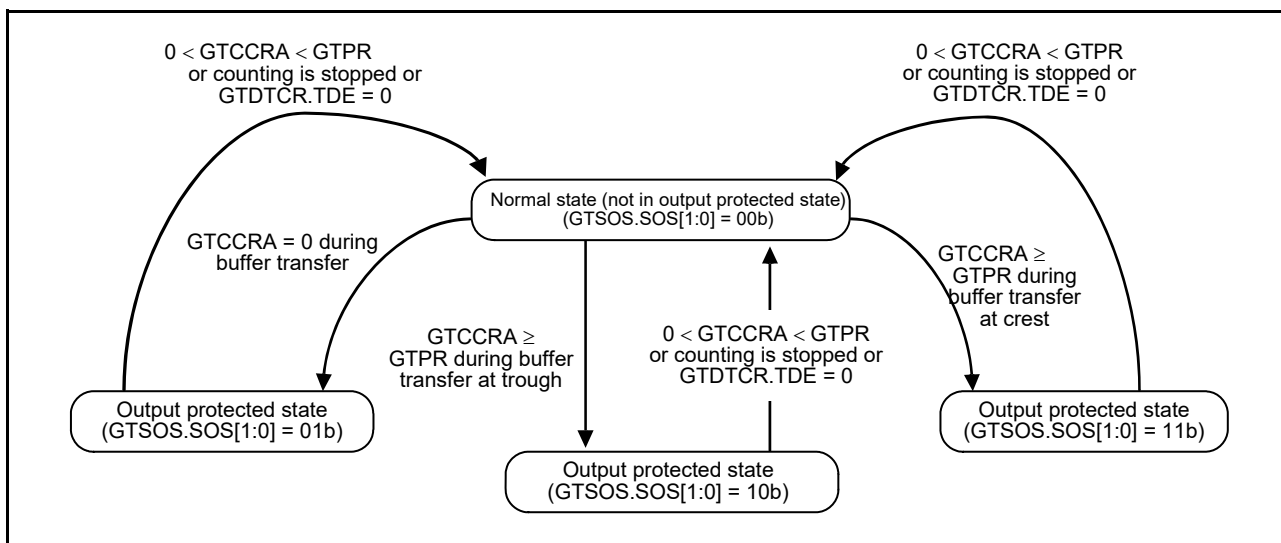 0 < GTCCRA < GTPR
or counting is stopped or
GTDTCR.TDE = 0
0 < GTCCRA < GTPR
or counting is stopped or
GTDTCR.TDE = 0
Normal state (not in output protected state)
(GTSOS.SOS[1:0] = 00b)
GTCCRA = 0 during
buffer transfer
GTCCRA ≥
GTPR during buffer
transfer at trough
0 < GTCCRA < GTPR
or counting is stopped or
GTDTCR.TDE = 0
GTCCRA ≥
GTPR during
buffer transfer
at crest
Output protected state
(GTSOS.SOS[1:0] = 01b)
Output protected state
(GTSOS.SOS[1:0] = 10b)
Output protected state
(GTSOS.SOS[1:0] = 11b)